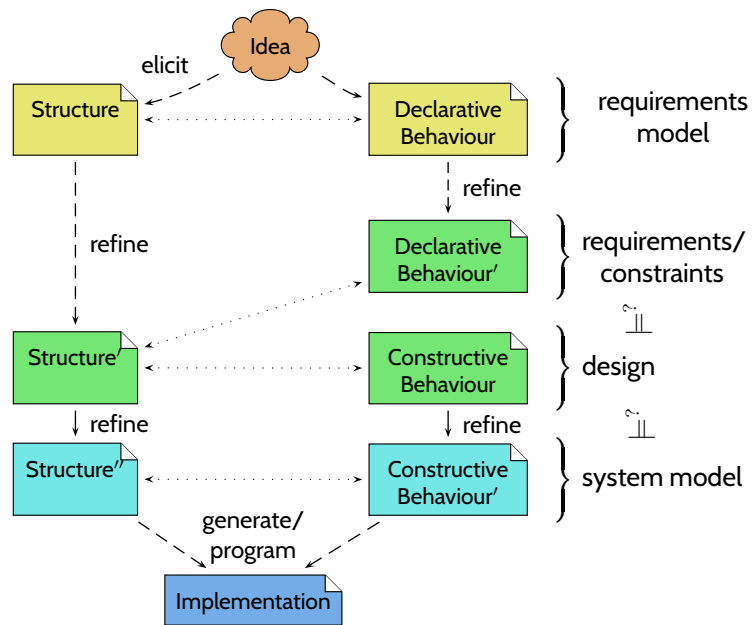 Idea
elicit
Structure
Declarative
Behaviour
requirements
model
refine
refine
Declarative
Behaviour′
requirements/
constraints
?
⊨
Structure′
Constructive
Behaviour
design
refine
refine
?
⊨
Structure′′
Constructive
Behaviour′
system model
generate/
program
Implementation